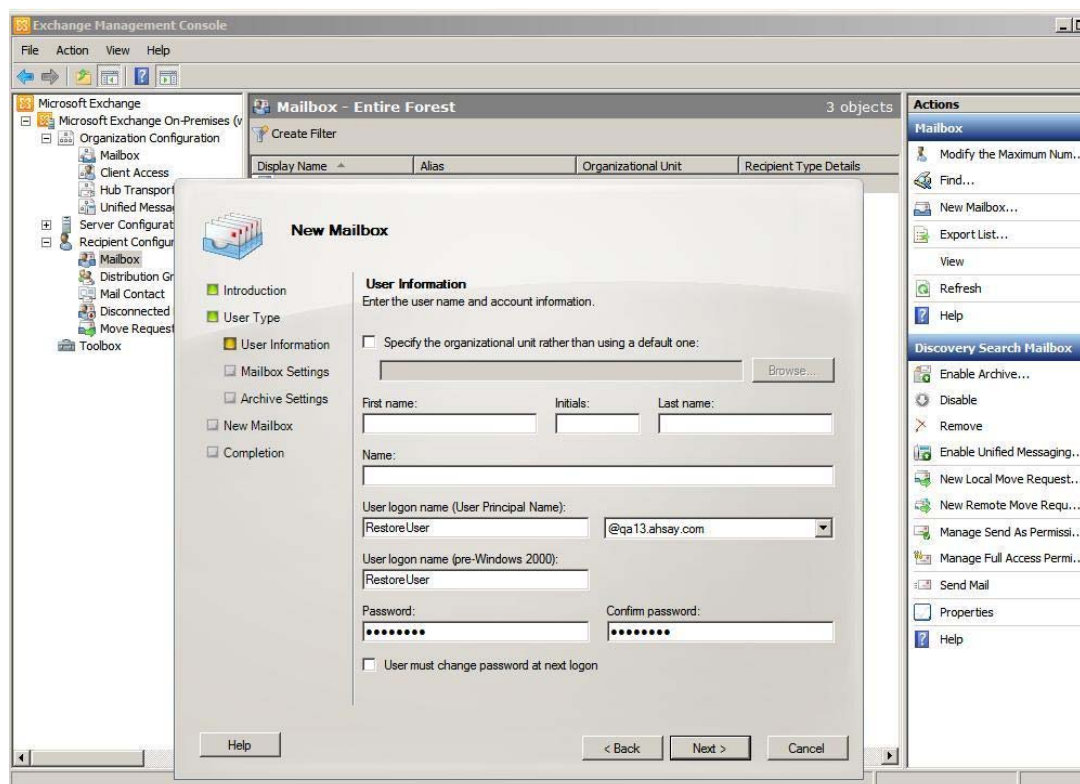 Exchange Management Console
File Action View Help
Microsoft Exchange
Microsoft Exchange On-Premises (v
Organization Configuration
Mailbox
Client Access
Hub Transport
Unified Messa
Server Configurat
Recipient Configur
Mailbox
Distribution Gr
Mail Contact
Disconnected
Move Request
Toolbox
Mailbox - Entire Forest 3 objects
Create Filter
Display Name Alias Organizational Unit Recipient Type Details
New Mailbox
Introduction
User Type
User Information
Mailbox Settings
Archive Settings
New Mailbox
Completion
User Information
Enter the user name and account information.
Specify the organizational unit rather than using a default one:
Browse...
First name: Initials: Last name:
Name:
User logon name (User Principal Name):
RestoreUser @qa13.ahsay.com
User logon name (pre-Windows 2000):
RestoreUser
Password: Confirm password:
•••••••• ••••••••
User must change password at next logon
Help < Back Next > Cancel
Actions
Mailbox
Modify the Maximum Num...
Find...
New Mailbox...
Export List...
View
Refresh
Help
Discovery Search Mailbox
Enable Archive...
Disable
Remove
Enable Unified Messaging...
New Local Move Request...
New Remote Move Requ...
Manage Send As Permissi...
Manage Full Access Permi...
Send Mail
Properties
Help